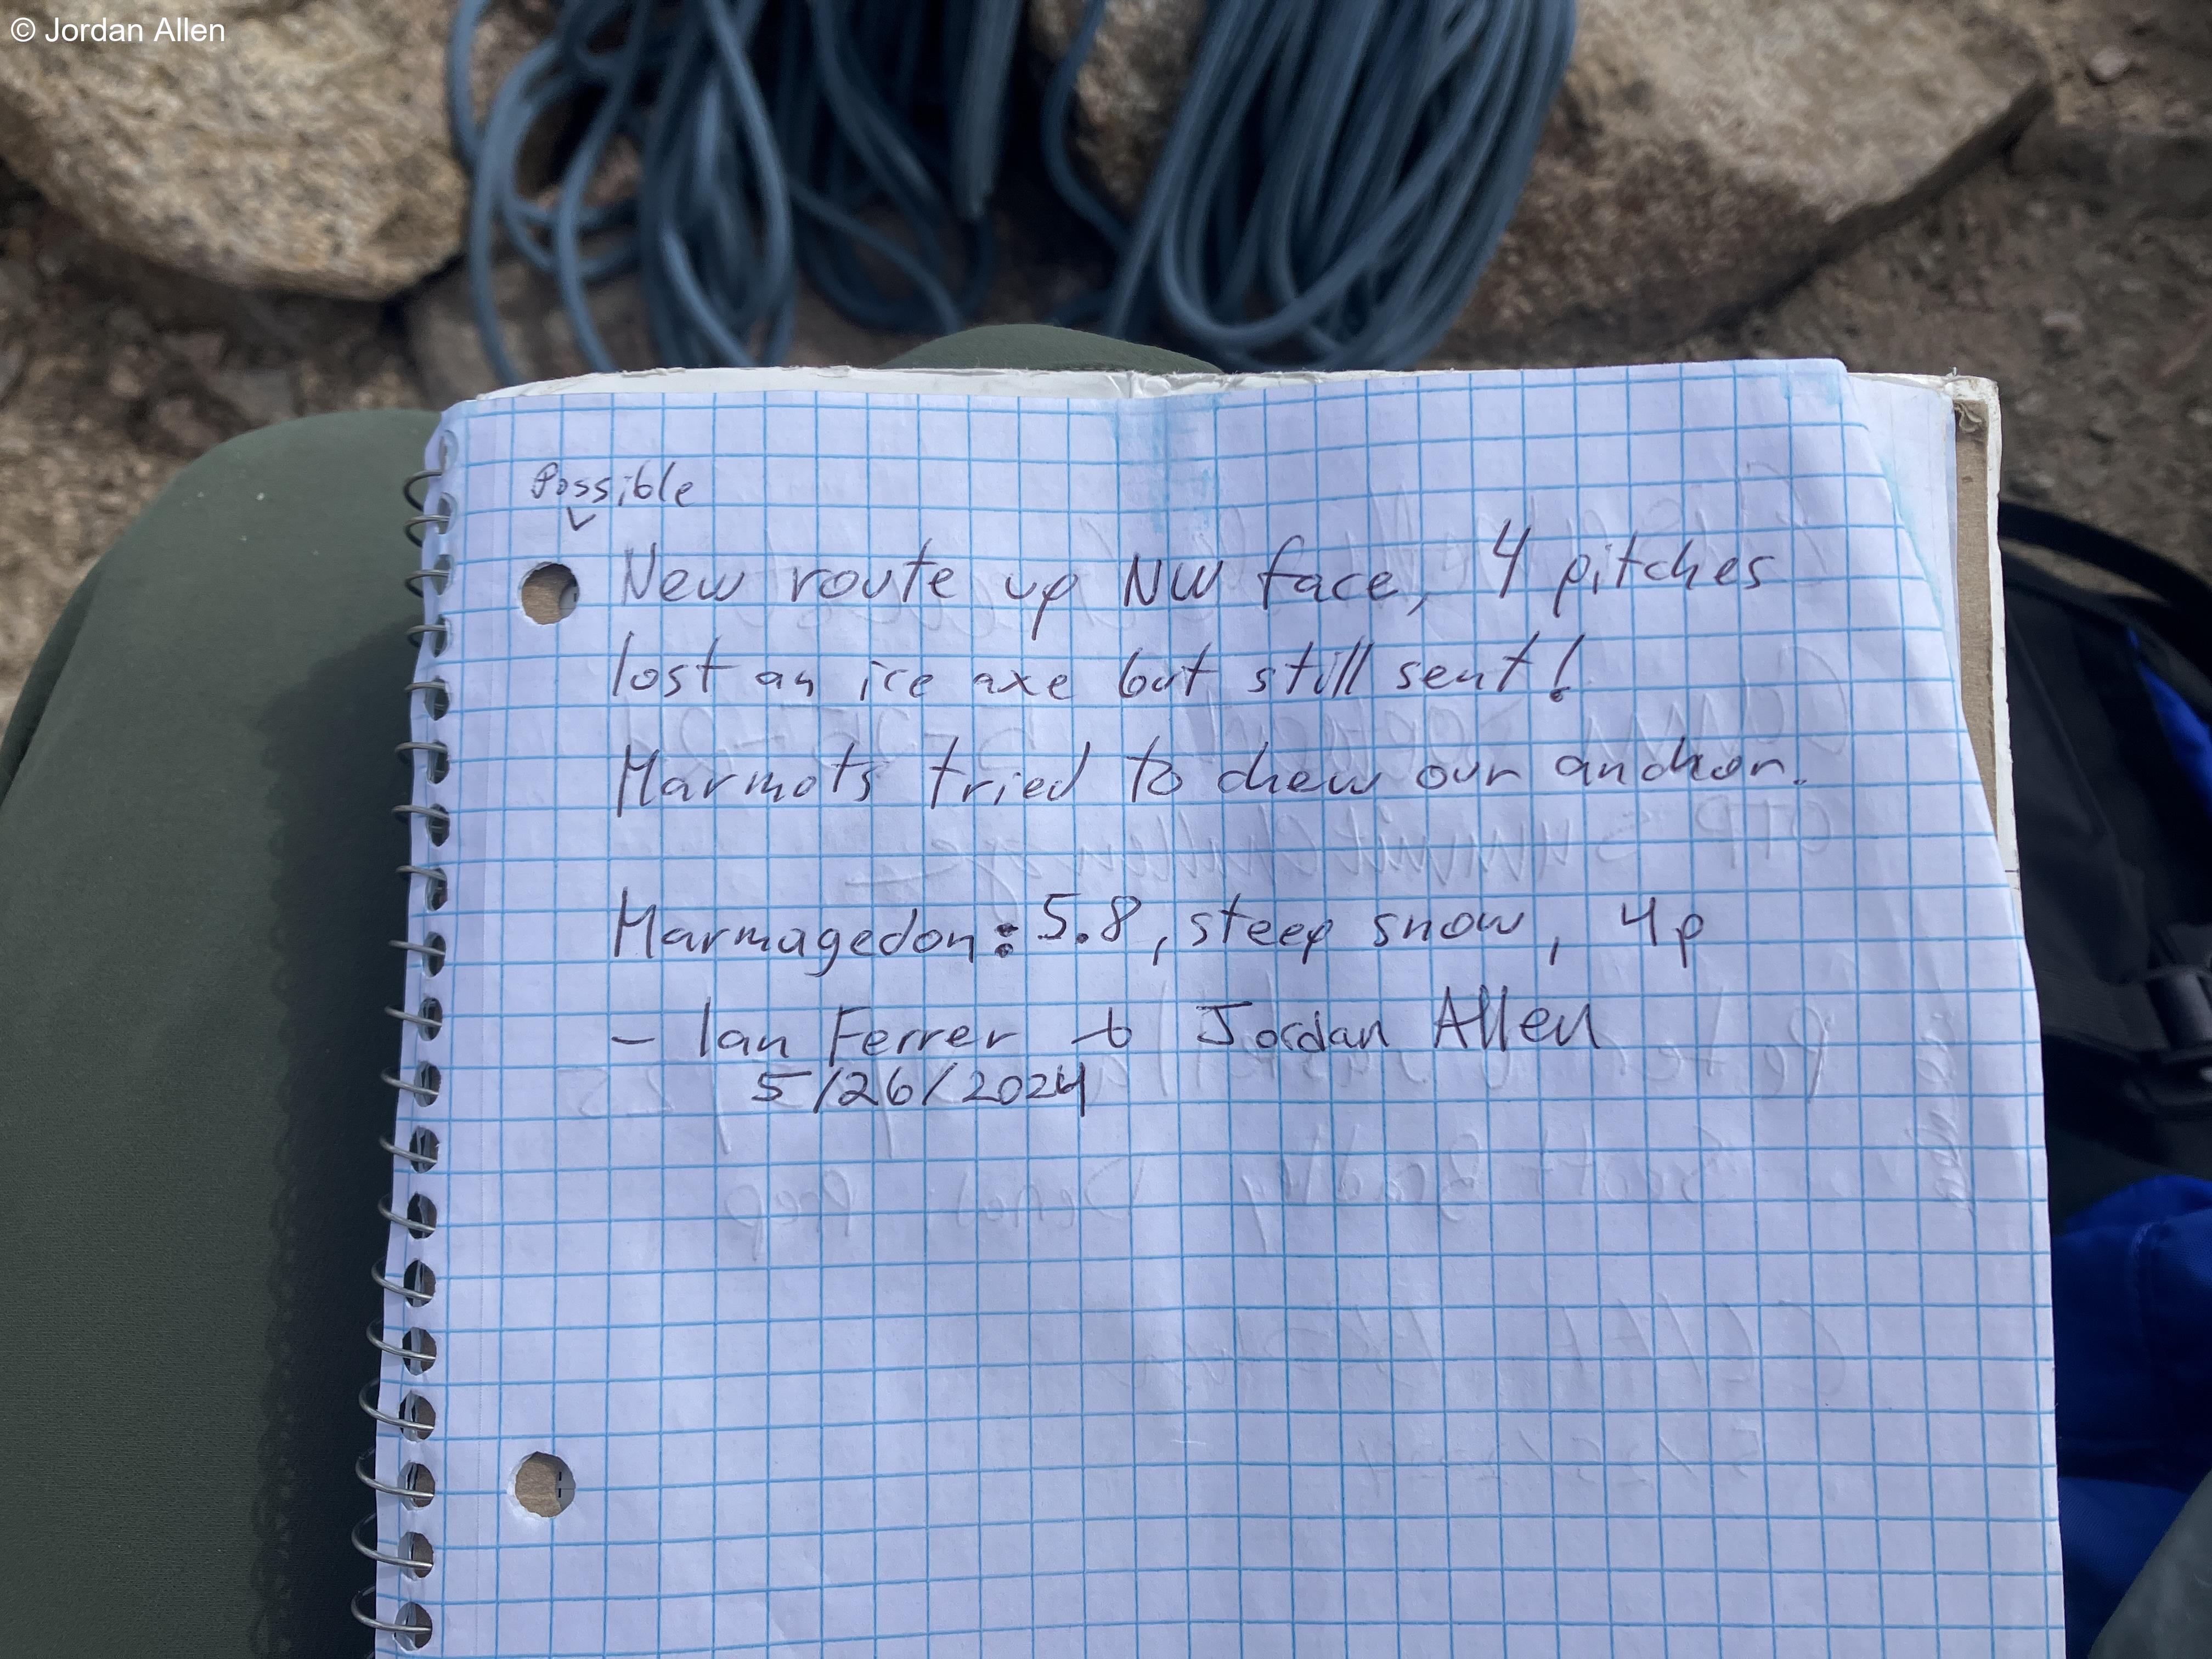 © Jordan Allen
Possible
New route up NW face, 4 pitches
lost an ice axe but still sent!
Marmots tried to chew our anchor.
Marmagedon: 5.8, steep snow, 4p
- Ian Ferrer & Jordan Allen
5/26/2024